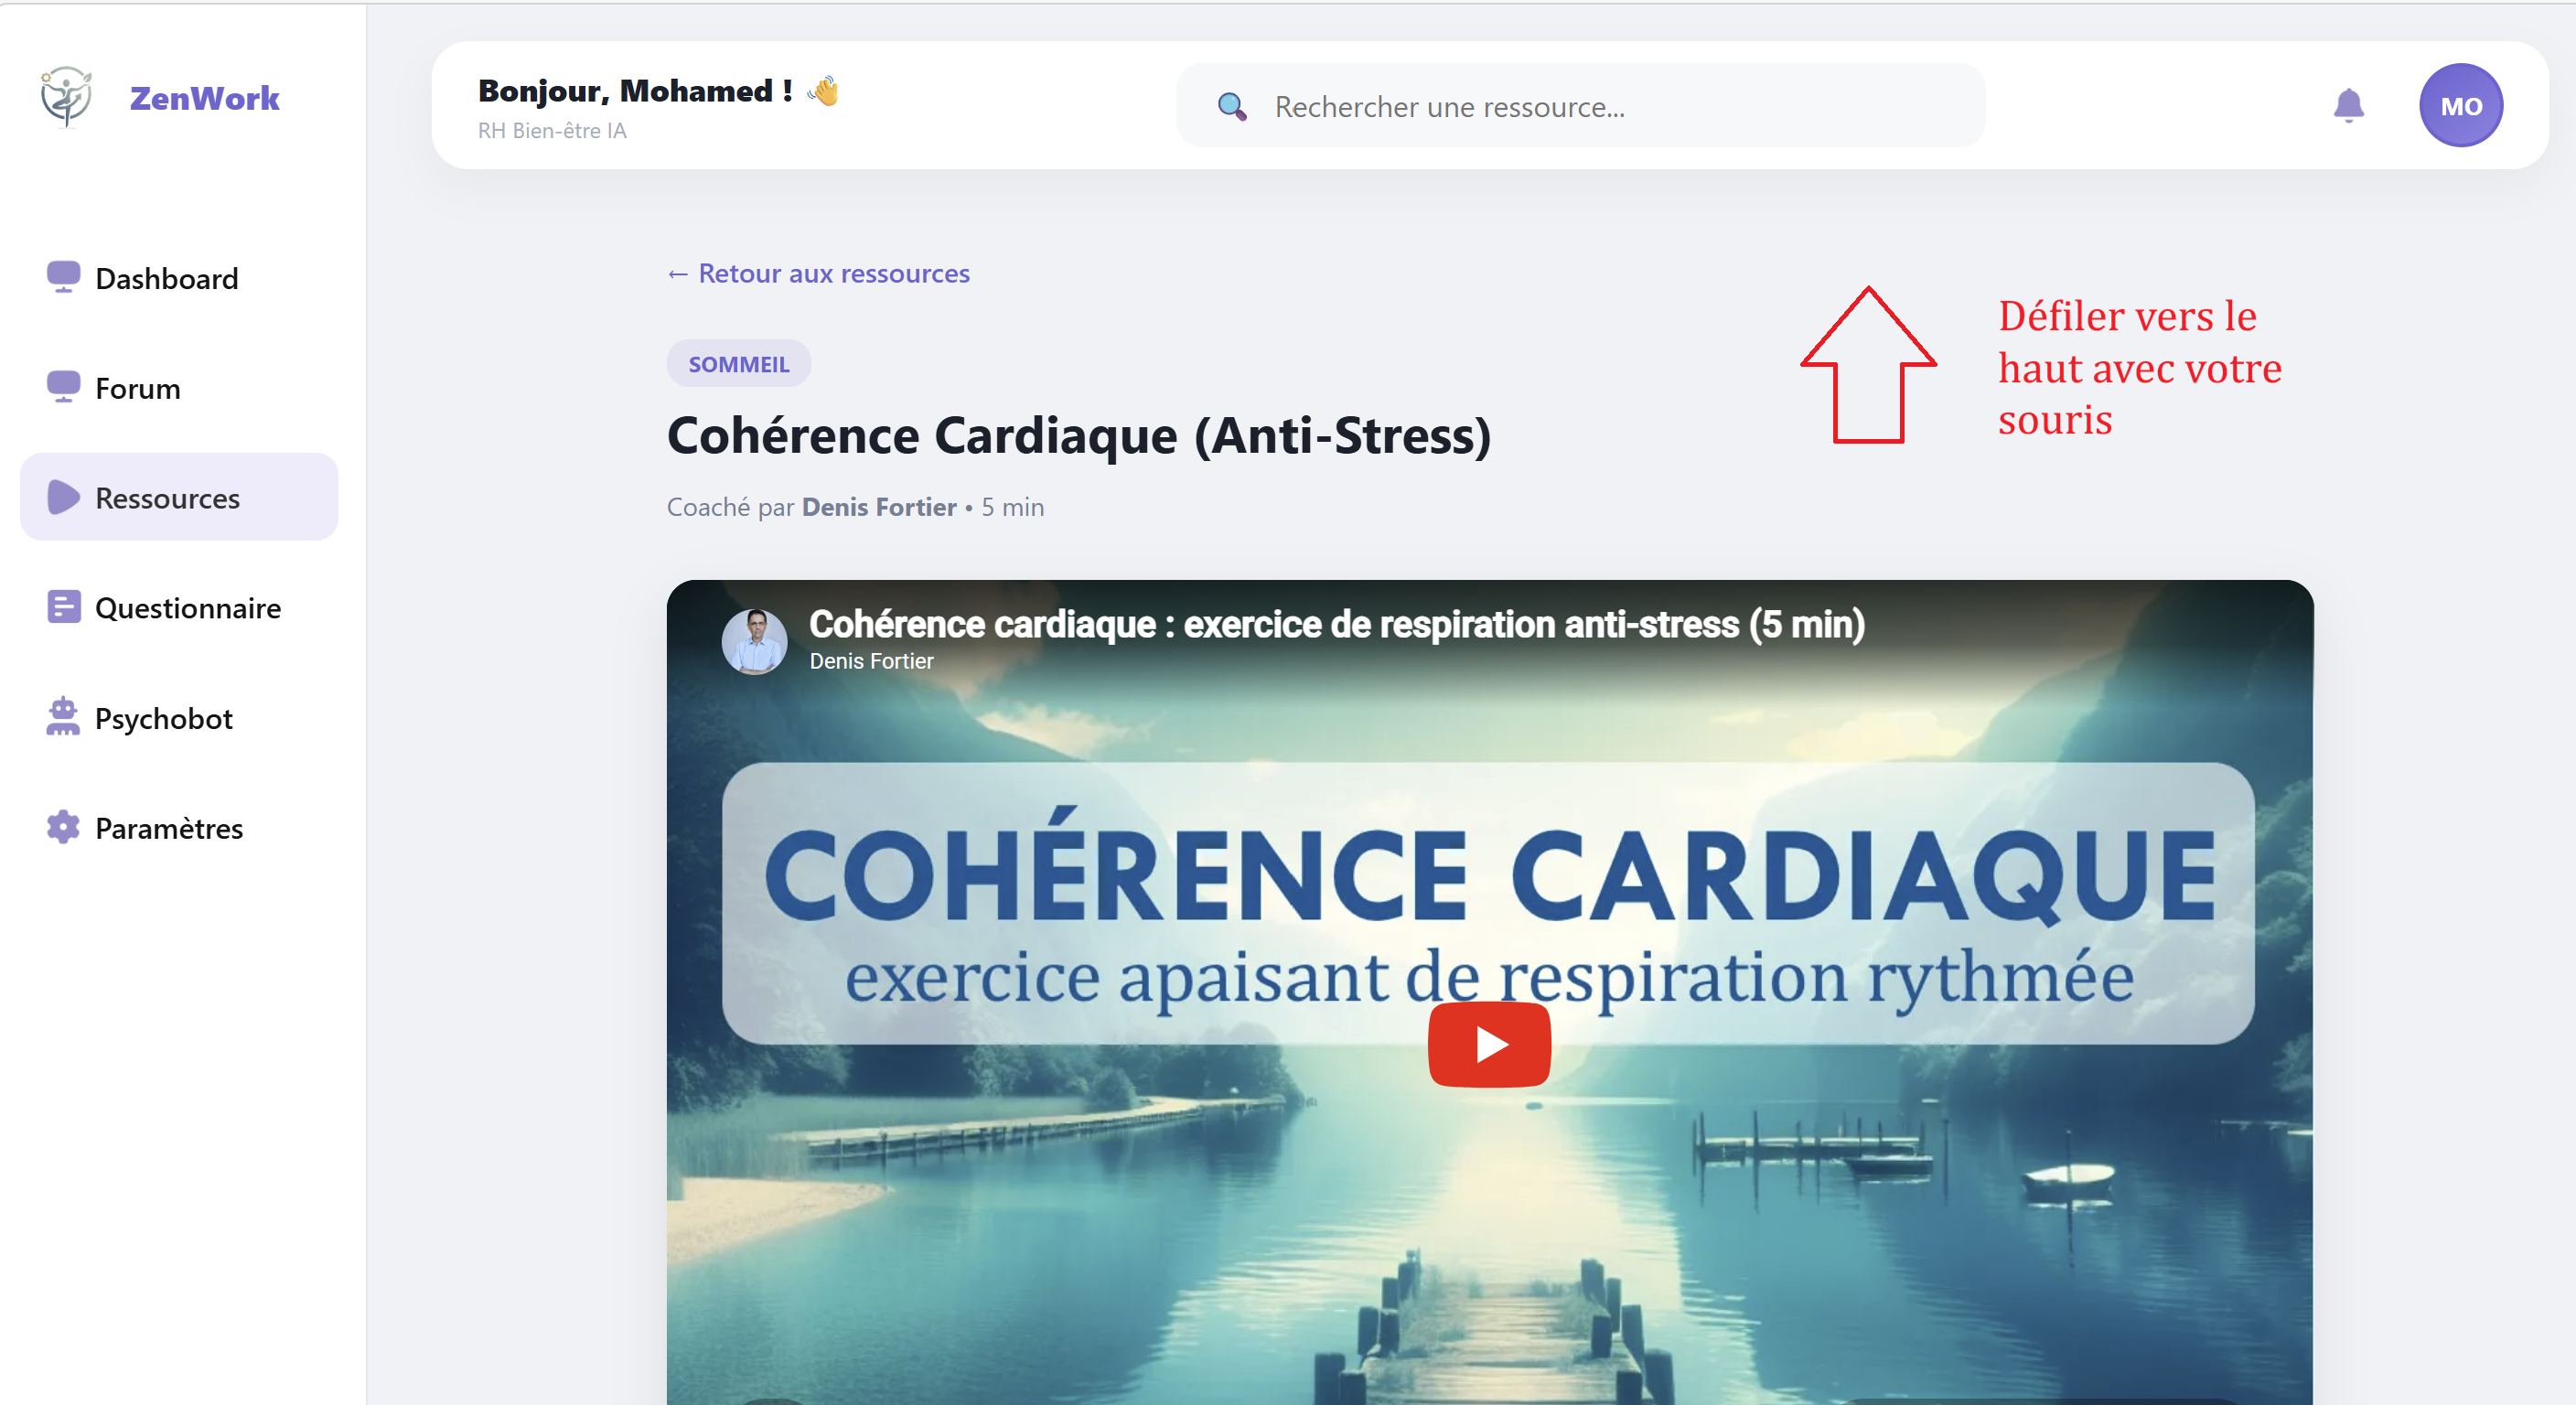 ZenWork
Dashboard
Forum
Ressources
Questionnaire
Psychobot
Paramètres
Bonjour, Mohamed ! 👋
RH Bien-être IA
Rechercher une ressource...
MO
← Retour aux ressources
SOMMEIL
Cohérence Cardiaque (Anti-Stress)
Coaché par Denis Fortier • 5 min
Défiler vers le
haut avec votre
souris
Cohérence cardiaque : exercice de respiration anti-stress (5 min)
Denis Fortier
COHÉRENCE CARDIAQUE
exercice apaisant de respiration rythmée